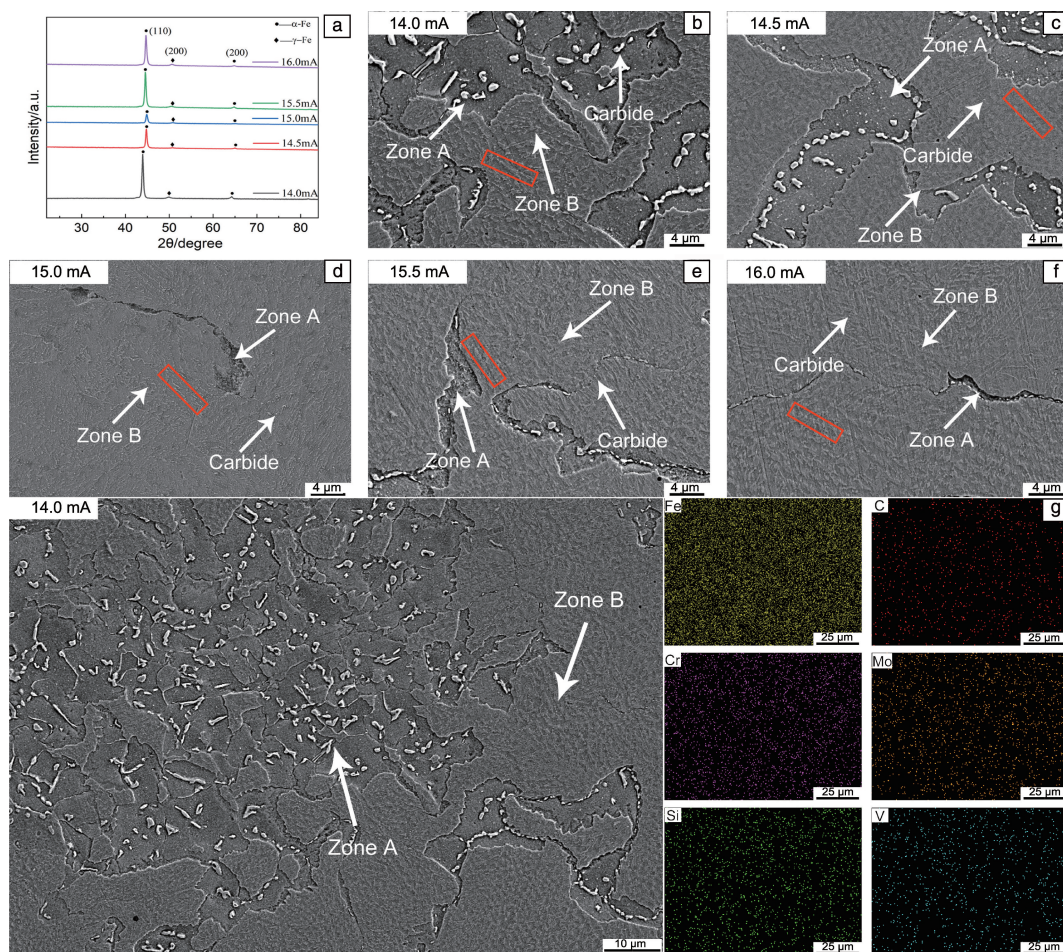 a
α-Fe
γ-Fe
(110)
(200)
(200)
16.0mA
15.5mA
15.0mA
14.5mA
14.0mA
Intensity/a.u.
30 40 50 60 70 80
2θ/degree
14.0 mA
b
Carbide
Zone A
Zone B
4 μm
14.5 mA
c
Zone A
Carbide
Zone B
4 μm
15.0 mA
d
Zone A
Zone B
Carbide
4 μm
15.5 mA
e
Zone B
Zone A
Carbide
4 μm
16.0 mA
f
Zone B
Carbide
Zone A
4 μm
14.0 mA
Zone B
Zone A
10 μm
Fe
25 μm
C
g
25 μm
Cr
25 μm
Mo
25 μm
Si
25 μm
V
25 μm